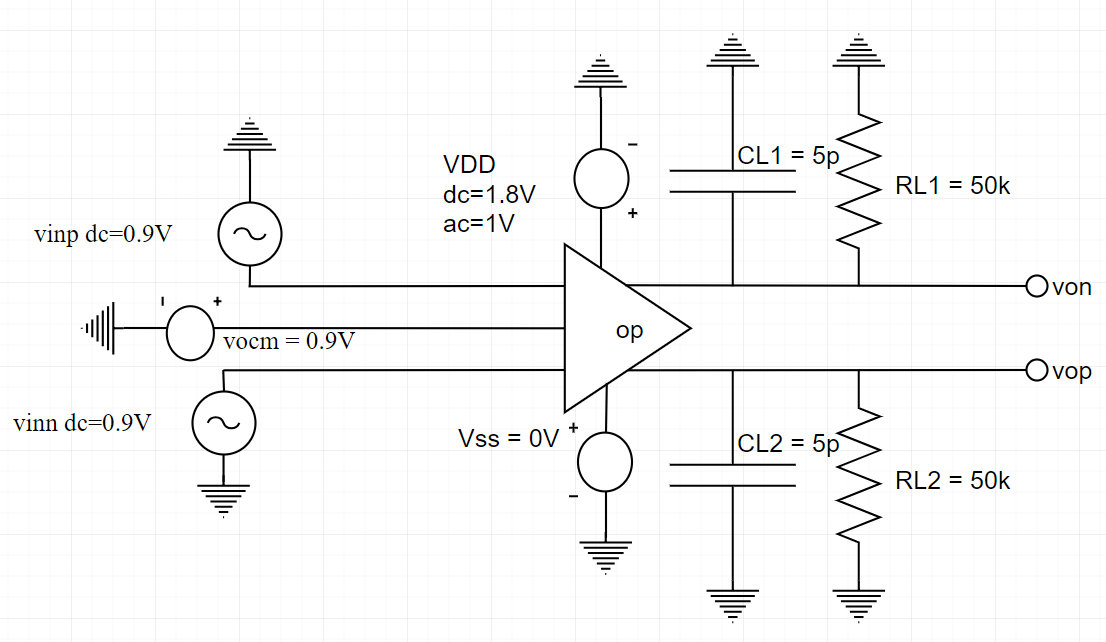 VDD
dc=1.8V
ac=1V
-
+
CL1 = 5p
RL1 = 50k
vinp dc=0.9V
von
- +
vocm = 0.9V
op
vop
vinn dc=0.9V
Vss = 0V
+
-
CL2 = 5p
RL2 = 50k